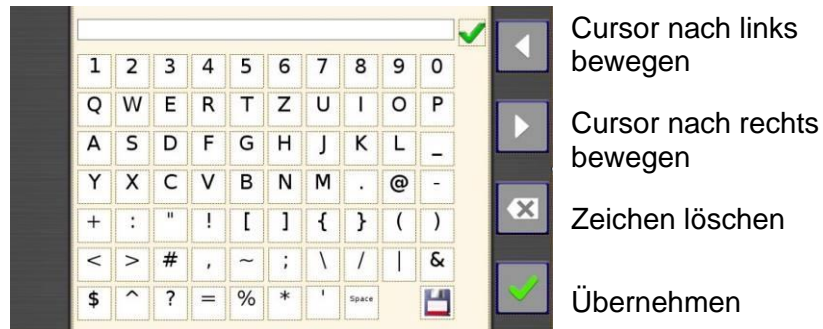 1 2 3 4 5 6 7 8 9 0
Q W E R T Z U I O P
A S D F G H J K L _
Y X C V B N M . @ -
+ : " ! [ ] { } ( )
< > # , ~ ; \ / | &
$ ^ ? = % * ' Space
Cursor nach links
bewegen
Cursor nach rechts
bewegen
Zeichen löschen
Übernehmen